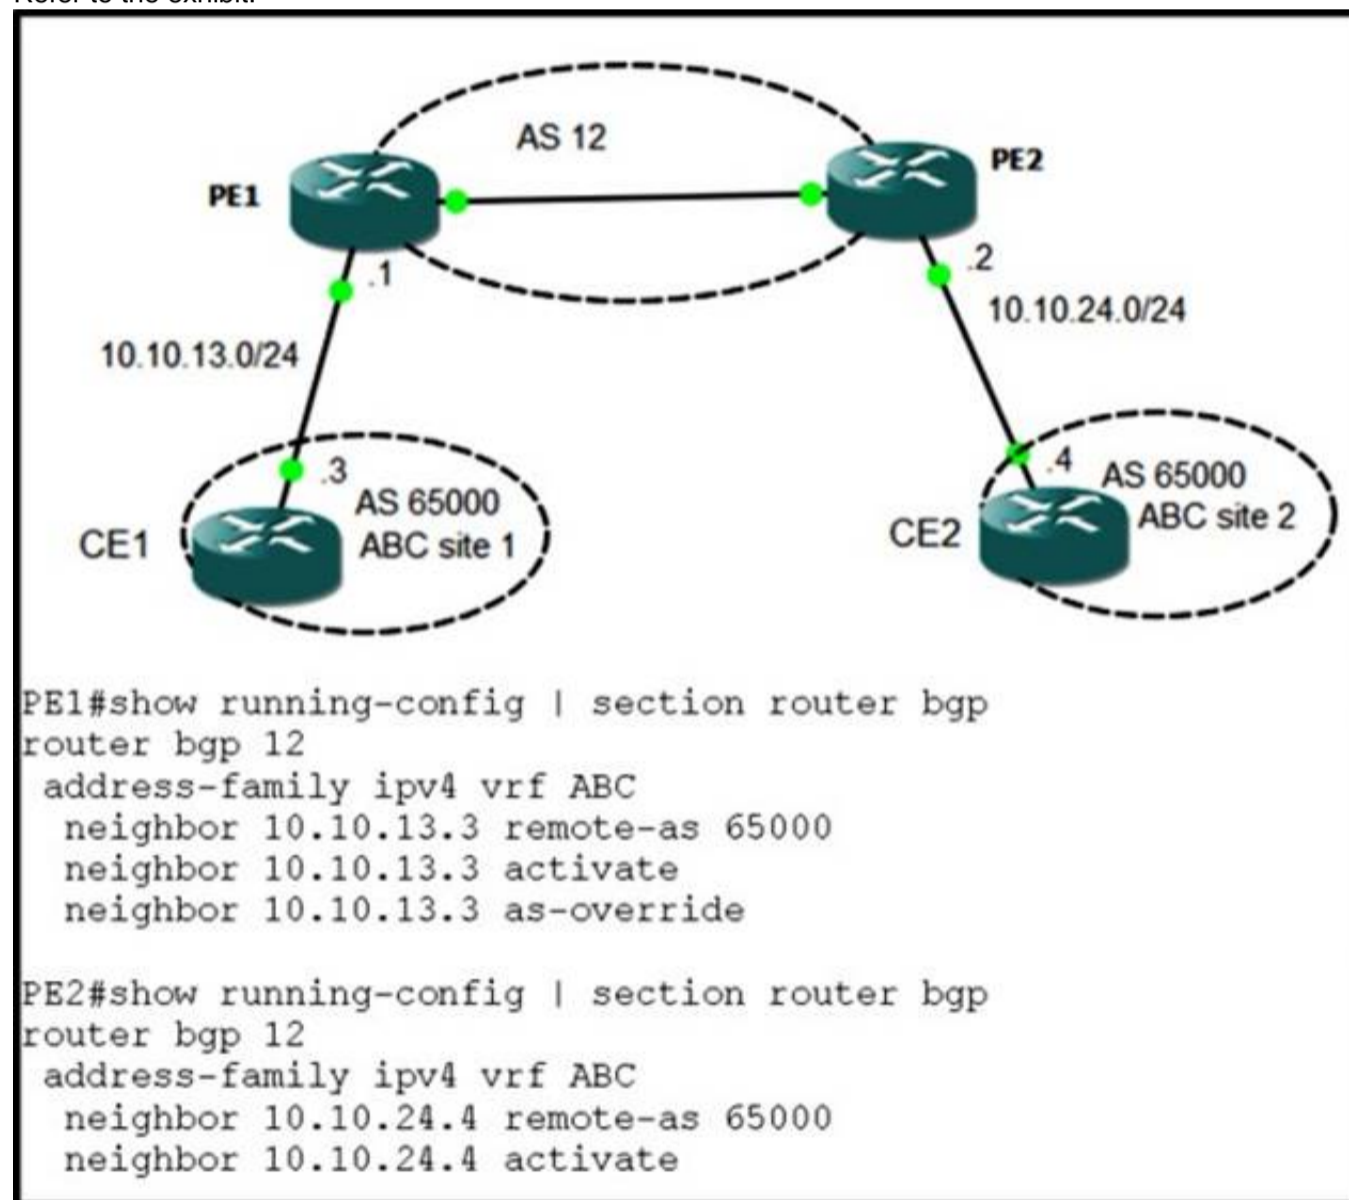 Refer to the exhibit.
AS 12
PE1
PE2
.1
.2
10.10.24.0/24
10.10.13.0/24
.3
AS 65000
ABC site 1
CE1
.4
AS 65000
ABC site 2
CE2
PE1#show running-config | section router bgp
router bgp 12
address-family ipv4 vrf ABC
neighbor 10.10.13.3 remote-as 65000
neighbor 10.10.13.3 activate
neighbor 10.10.13.3 as-override
PE2#show running-config | section router bgp
router bgp 12
address-family ipv4 vrf ABC
neighbor 10.10.24.4 remote-as 65000
neighbor 10.10.24.4 activate